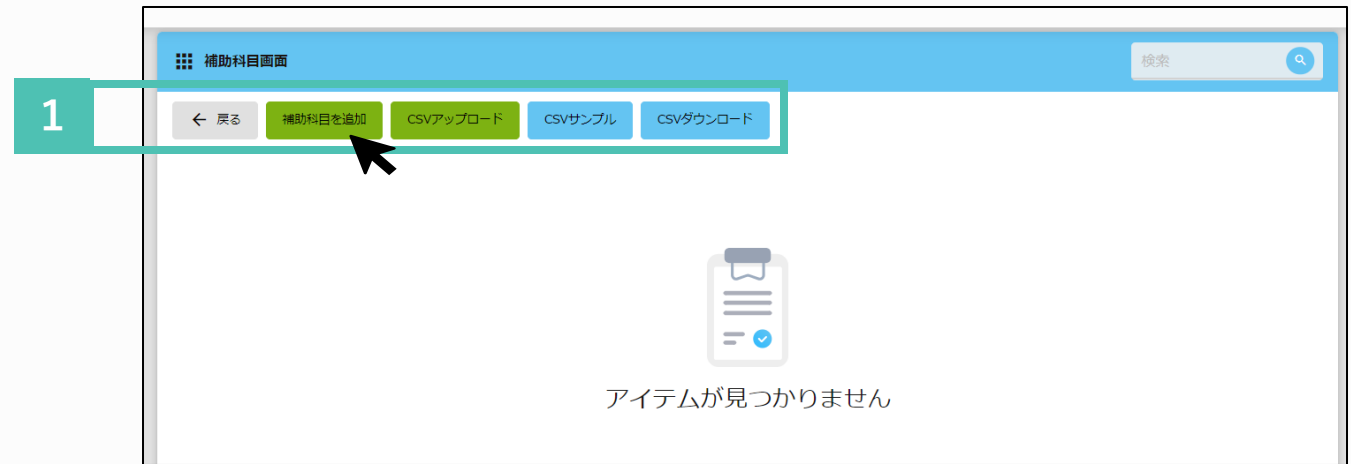 補助科目画面
検索
1
戻る
補助科目を追加
CSVアップロード
CSVサンプル
CSVダウンロード
アイテムが見つかりません